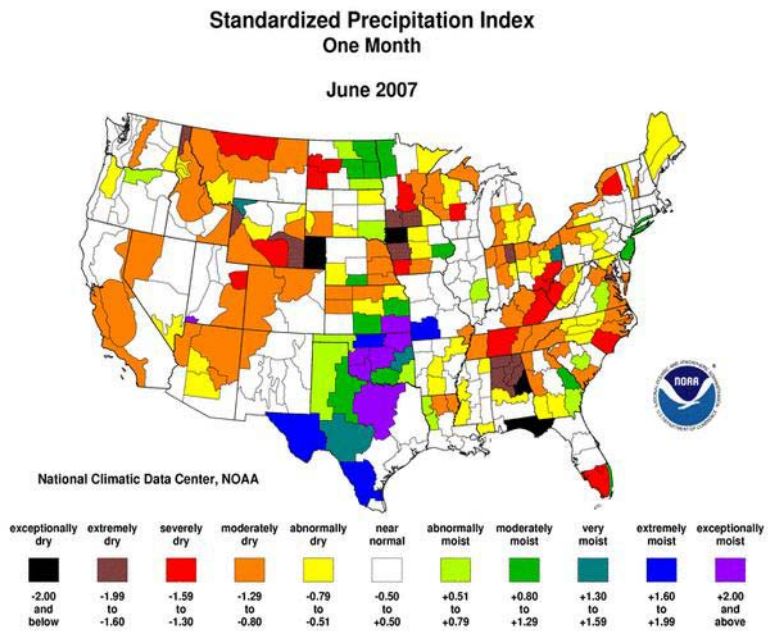 Standardized Precipitation Index
One Month
June 2007
NOAA
National Climatic Data Center, NOAA
exceptionally dry
extremely dry
severely dry
moderately dry
abnormally dry
near normal
abnormally moist
moderately moist
very moist
extremely moist
exceptionally moist
-2.00 and below
-1.99 to -1.60
-1.59 to -1.30
-1.29 to -0.80
-0.79 to -0.51
-0.50 to +0.50
+0.51 to +0.79
+0.80 to +1.29
+1.30 to +1.59
+1.60 to +1.99
+2.00 and above